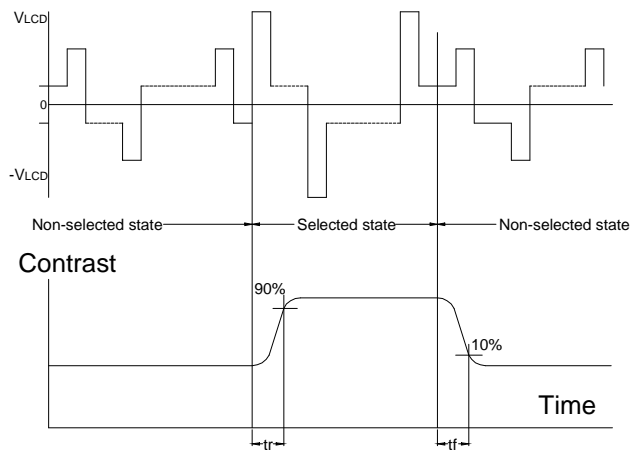 VLCD
0
-VLCD
Non-selected state
Selected state
Non-selected state
Contrast
90%
10%
Time
tr
tf